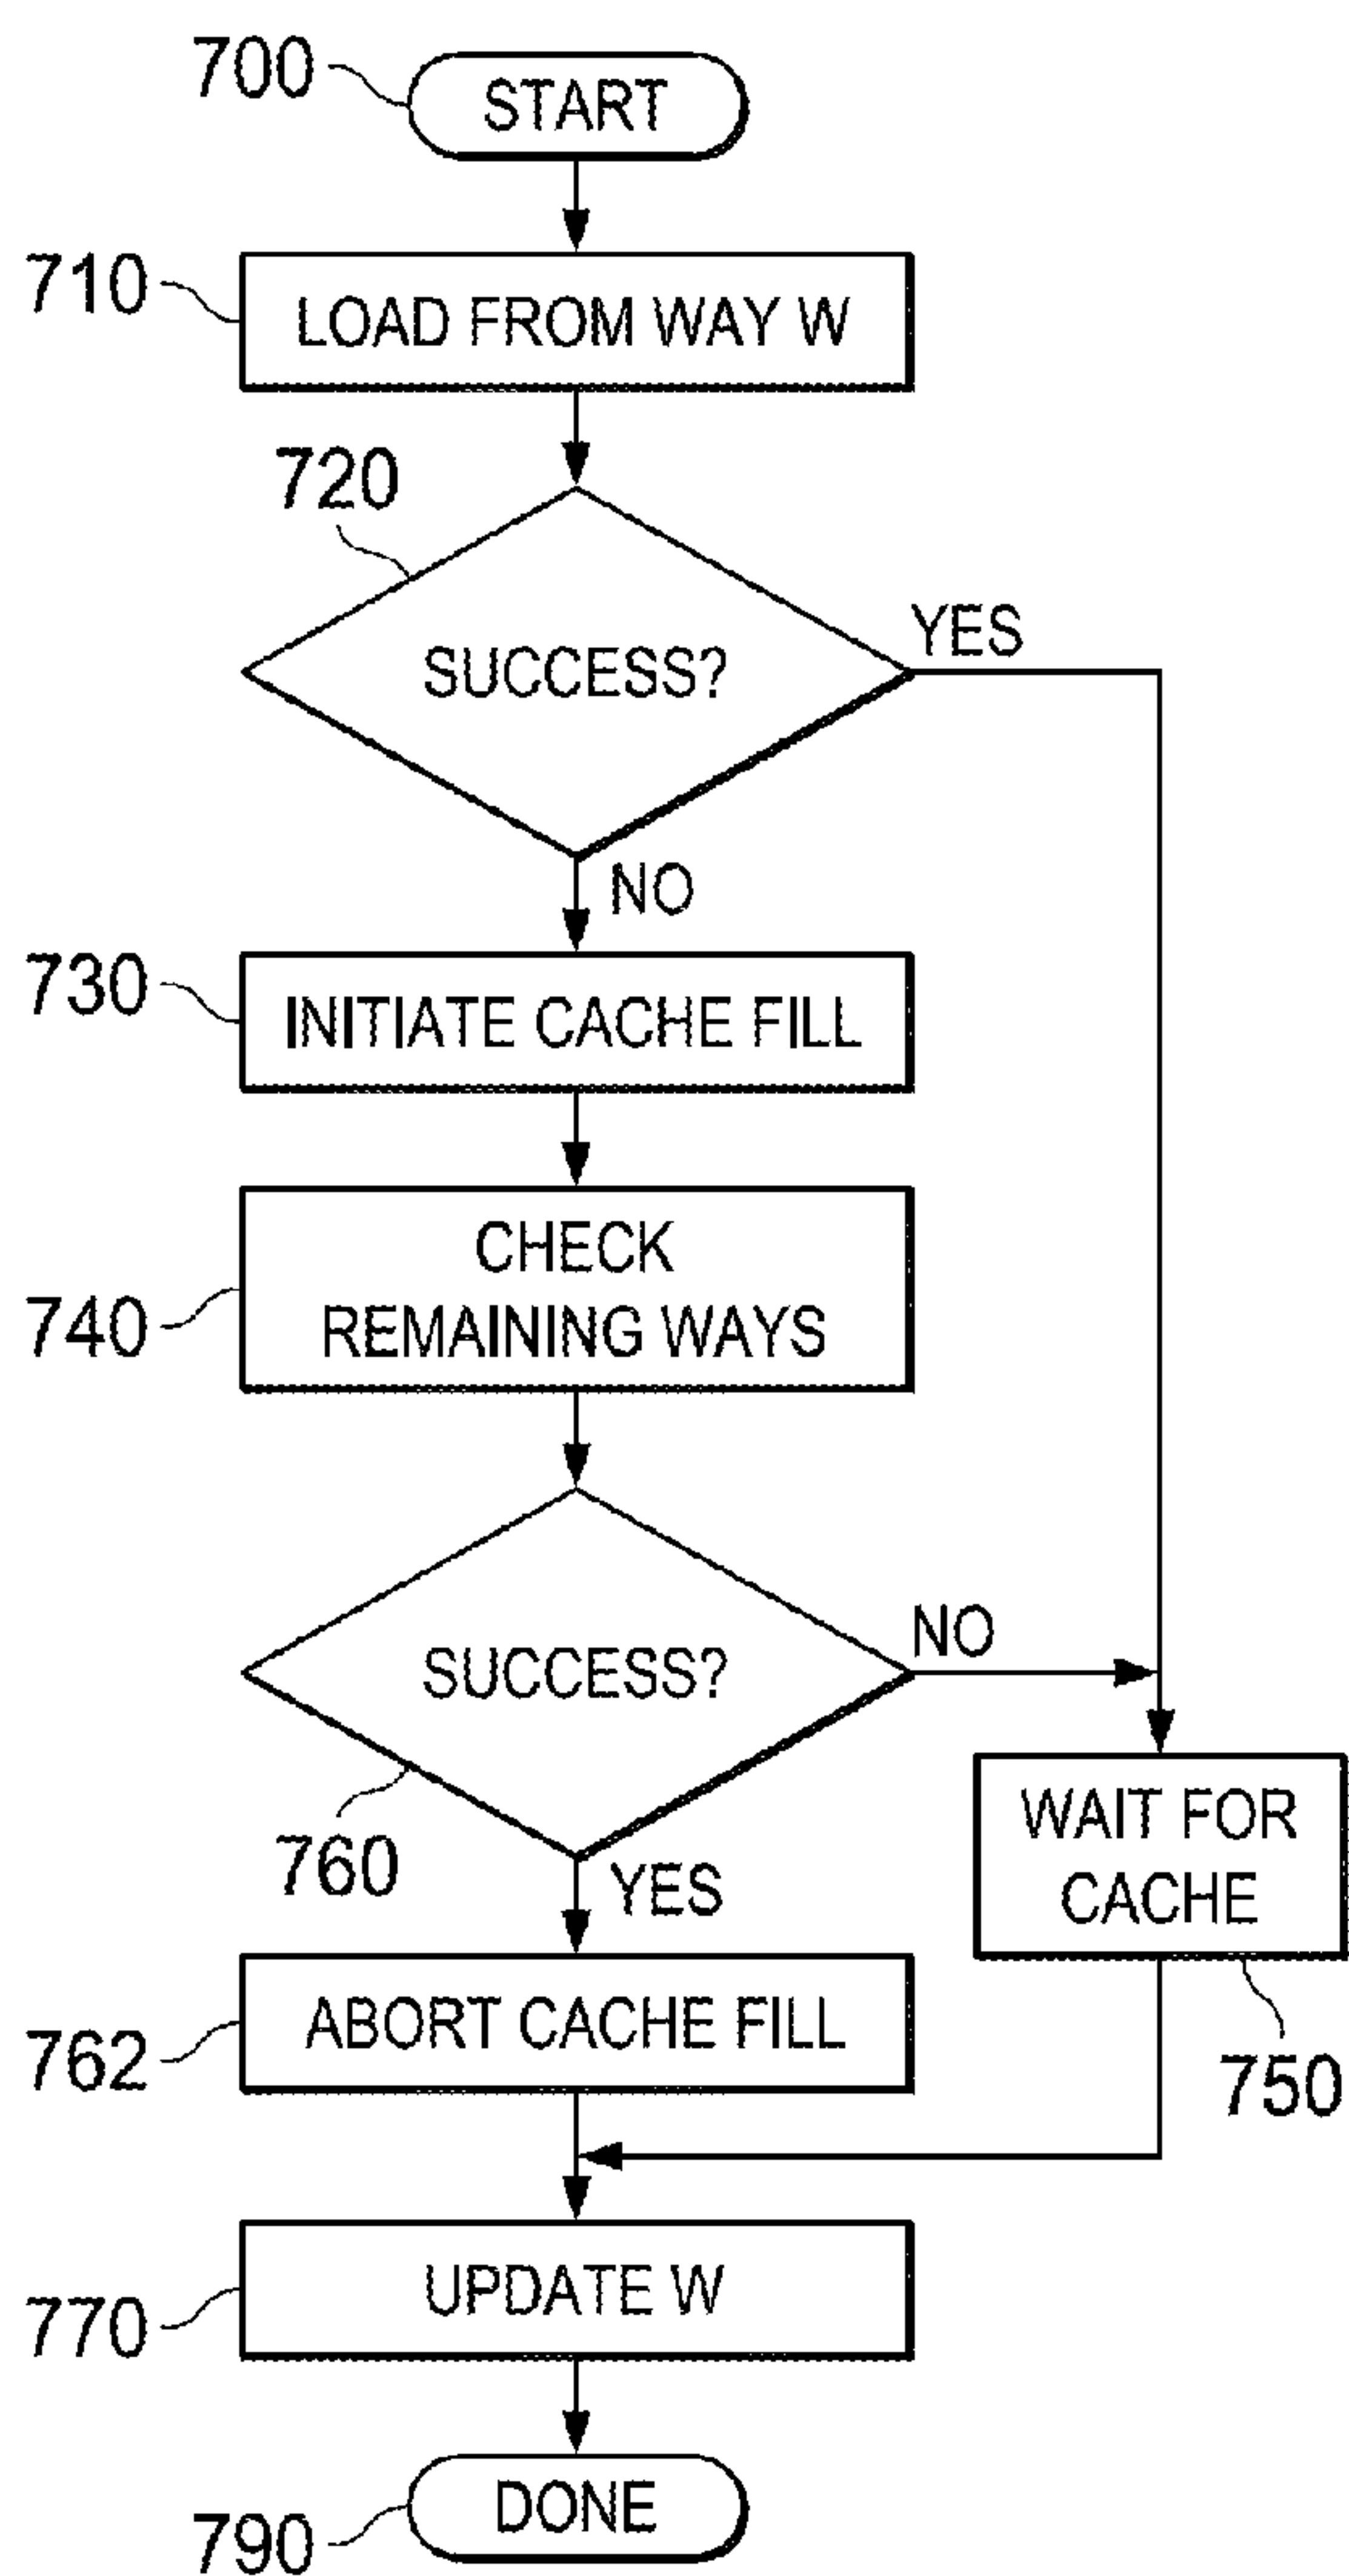 700
START
710
LOAD FROM WAY W
720
SUCCESS?
YES
NO
730
INITIATE CACHE FILL
740
CHECK
REMAINING WAYS
SUCCESS?
NO
760
YES
WAIT FOR
CACHE
750
762
ABORT CACHE FILL
770
UPDATE W
790
DONE